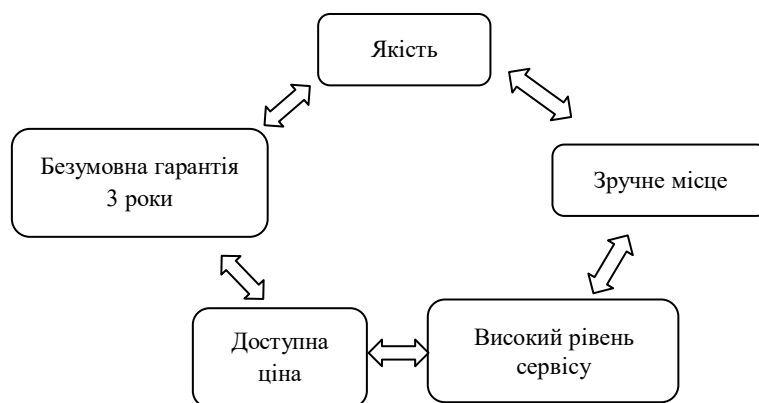 Якість
Безумовна гарантія
3 роки
Зручне місце
Доступна
ціна
Високий рівень
сервісу